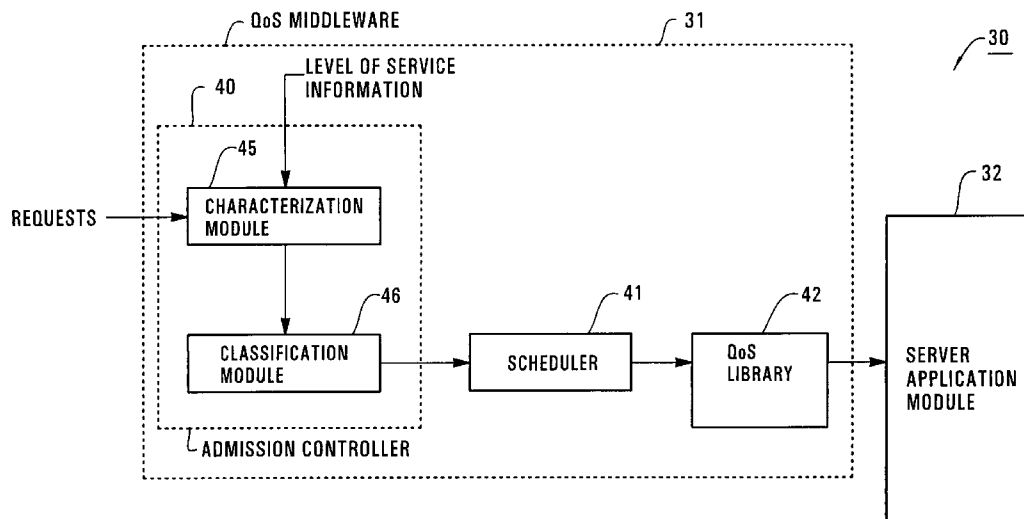 QoS MIDDLEWARE
31
30
LEVEL OF SERVICE
INFORMATION
40
45
32
REQUESTS
CHARACTERIZATION
MODULE
46
41
42
CLASSIFICATION
MODULE
SCHEDULER
QoS
LIBRARY
SERVER
APPLICATION
MODULE
ADMISSION CONTROLLER